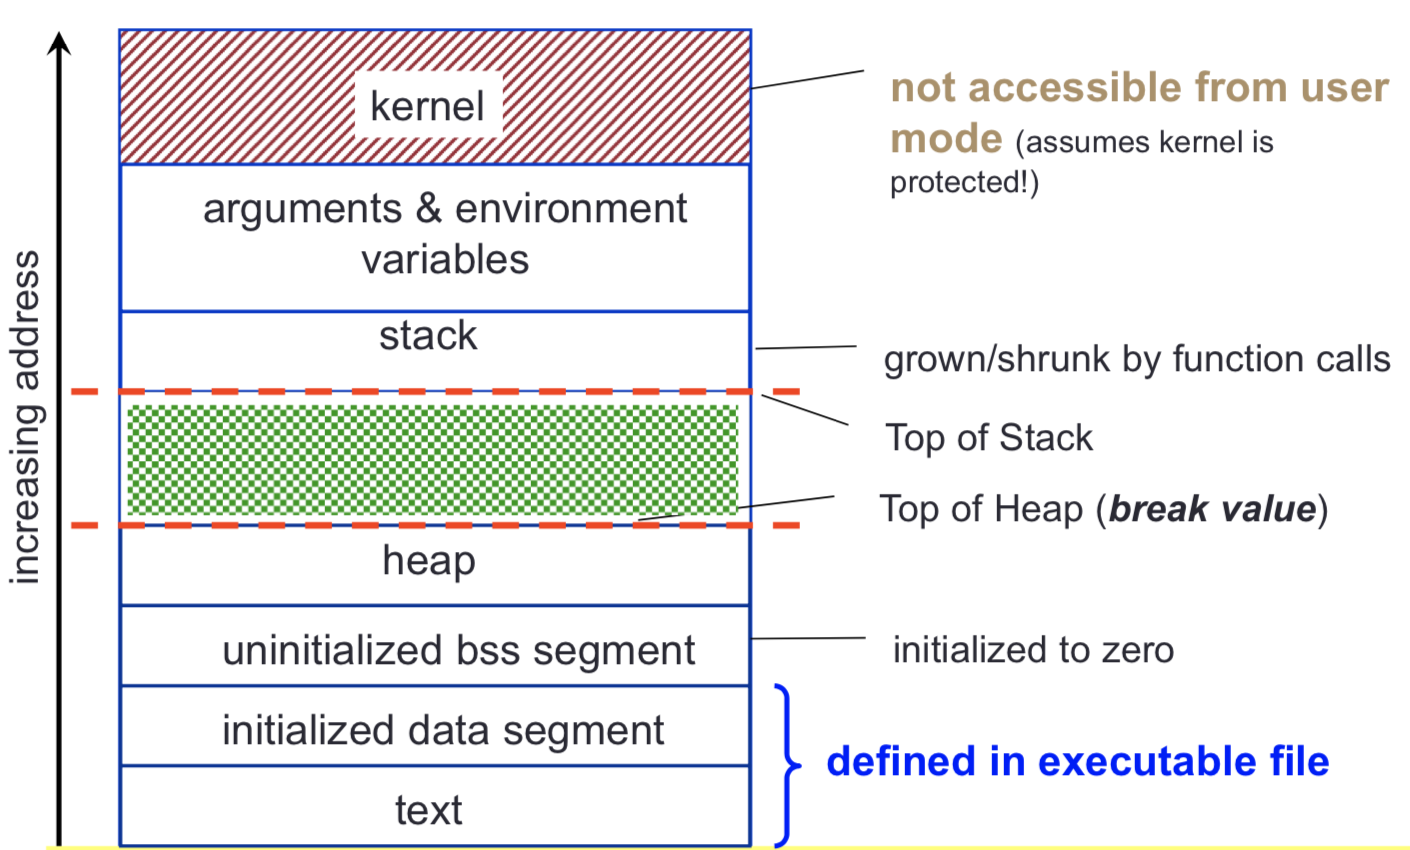 increasing address
kernel
not accessible from user
mode (assumes kernel is
protected!)
arguments & environment
variables
stack
grown/shrunk by function calls
Top of Stack
Top of Heap (break value)
heap
uninitialized bss segment
initialized to zero
initialized data segment
defined in executable file
text